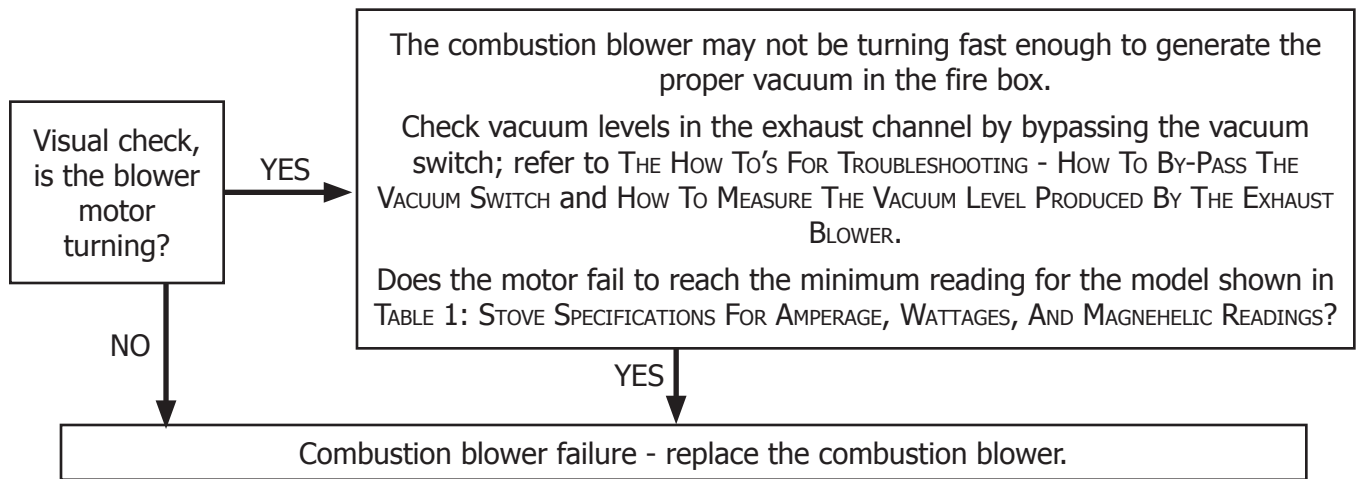 Visual check,
is the blower
motor
turning?
YES
The combustion blower may not be turning fast enough to generate the
proper vacuum in the fire box.
Check vacuum levels in the exhaust channel by bypassing the vacuum
switch; refer to The How To's For Troubleshooting - How To By-Pass The
Vacuum Switch and How To Measure The Vacuum Level Produced By The Exhaust
Blower.
Does the motor fail to reach the minimum reading for the model shown in
Table 1: Stove Specifications For Amperage, Wattages, And Magnehelic Readings?
NO
YES
Combustion blower failure - replace the combustion blower.